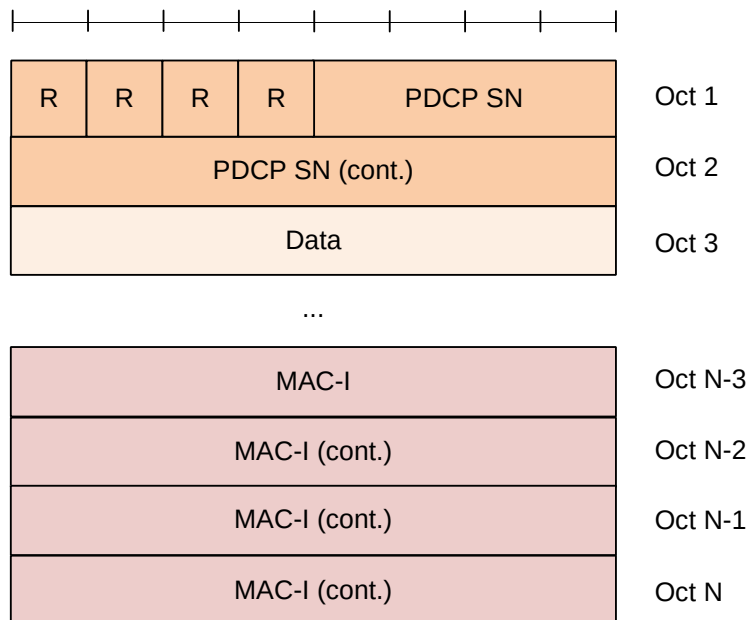 R R R R PDCP SN Oct 1
PDCP SN (cont.) Oct 2
Data Oct 3
...
MAC-I Oct N-3
MAC-I (cont.) Oct N-2
MAC-I (cont.) Oct N-1
MAC-I (cont.) Oct N